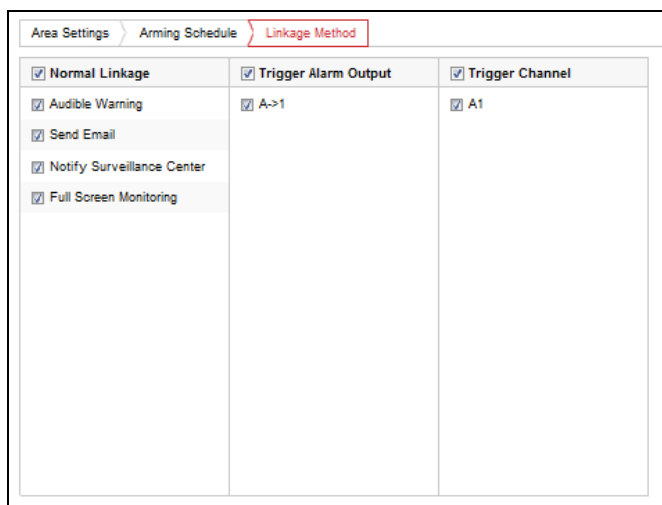 Area Settings Arming Schedule Linkage Method
Normal Linkage Trigger Alarm Output Trigger Channel
Audible Warning A->1 A1
Send Email
Notify Surveillance Center
Full Screen Monitoring